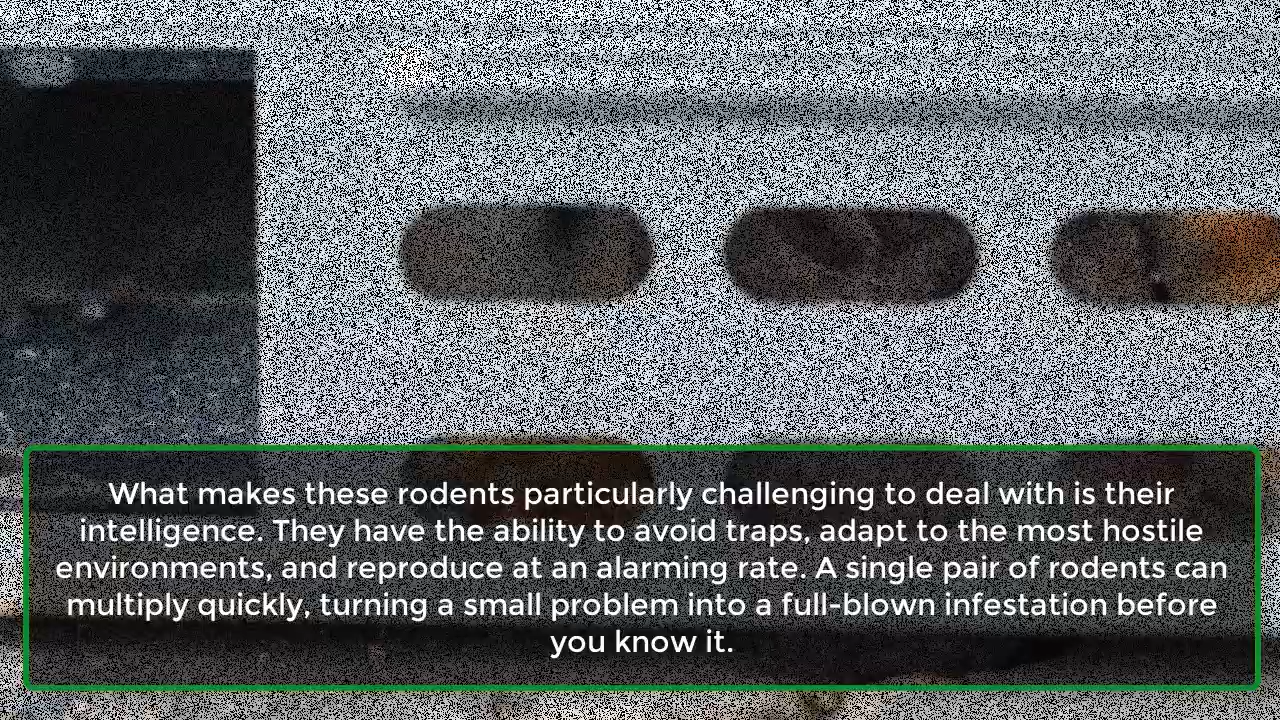 What makes these rodents particularly challenging to deal with is their
intelligence. They have the ability to avoid traps, adapt to the most hostile
environments, and reproduce at an alarming rate. A single pair of rodents can
multiply quickly, turning a small problem into a full-blown infestation before
you know it.